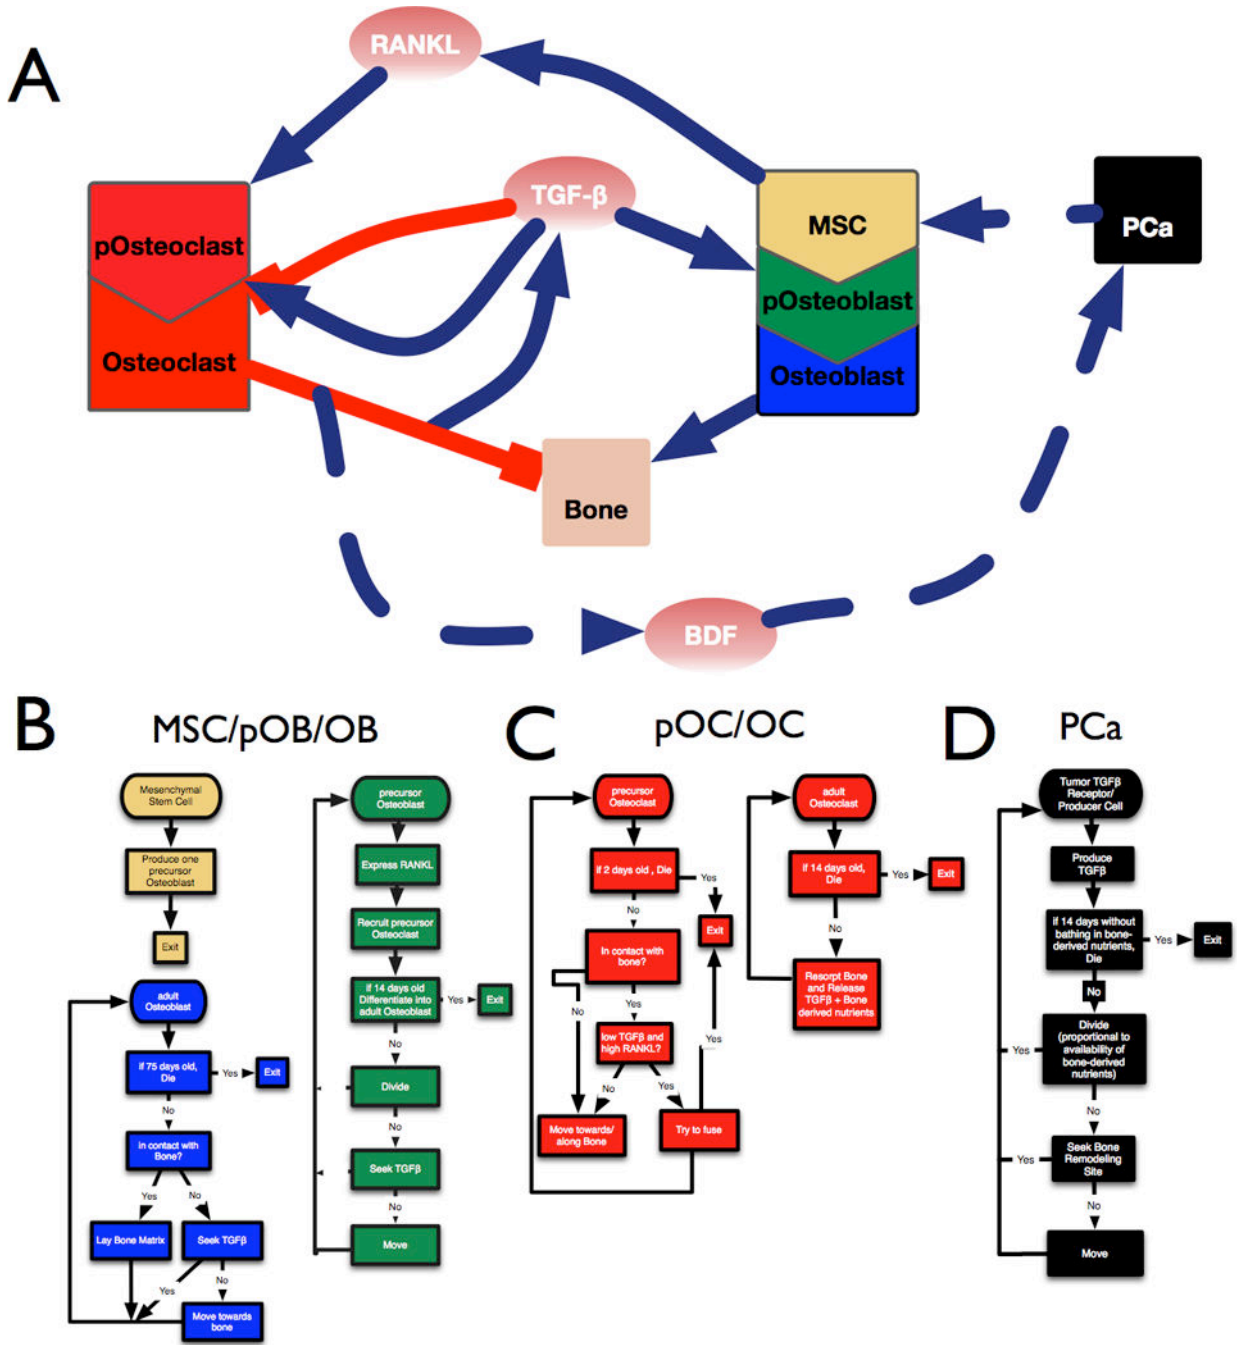 A
RANKL
TGF-β
pOsteoclast
Osteoclast
MSC
pOsteoblast
Osteoblast
PCa
Bone
BDF
B
MSC/pOB/OB
Mesenchymal
Stem Cell
Produce one
precursor
Osteoblast
Exit
adult
Osteoblast
if 75 days old,
Die
Yes
Exit
No
In contact with
Bone?
Yes
No
Lay Bone Matrix
Seek TGFβ
Yes
No
Move towards
bone
precursor
Osteoblast
Express RANKL
Recruit precursor
Osteoclast
if 14 days old
Differentiate into
adult Osteoblast
Yes
Exit
No
Divide
No
Seek TGFβ
No
Move
C
pOC/OC
precursor
Osteoclast
if 2 days old , Die
Yes
No
Exit
In contact with
bone?
No
Yes
Yes
low TGFβ and
high RANKL?
No
Yes
Move towards/
along Bone
Try to fuse
adult
Osteoclast
if 14 days old,
Die
Yes
Exit
No
Resorpt Bone
and Release
TGFβ + Bone
derived nutrients
D
PCa
Tumor TGFβ
Receptor/
Producer Cell
Produce
TGFβ
if 14 days without
bathing in bone-
derived nutrients,
Die
Yes
Exit
No
Divide
(proportional to
availability of
bone-derived
nutrients)
Yes
No
Seek Bone
Remodeling
Site
Yes
No
Move